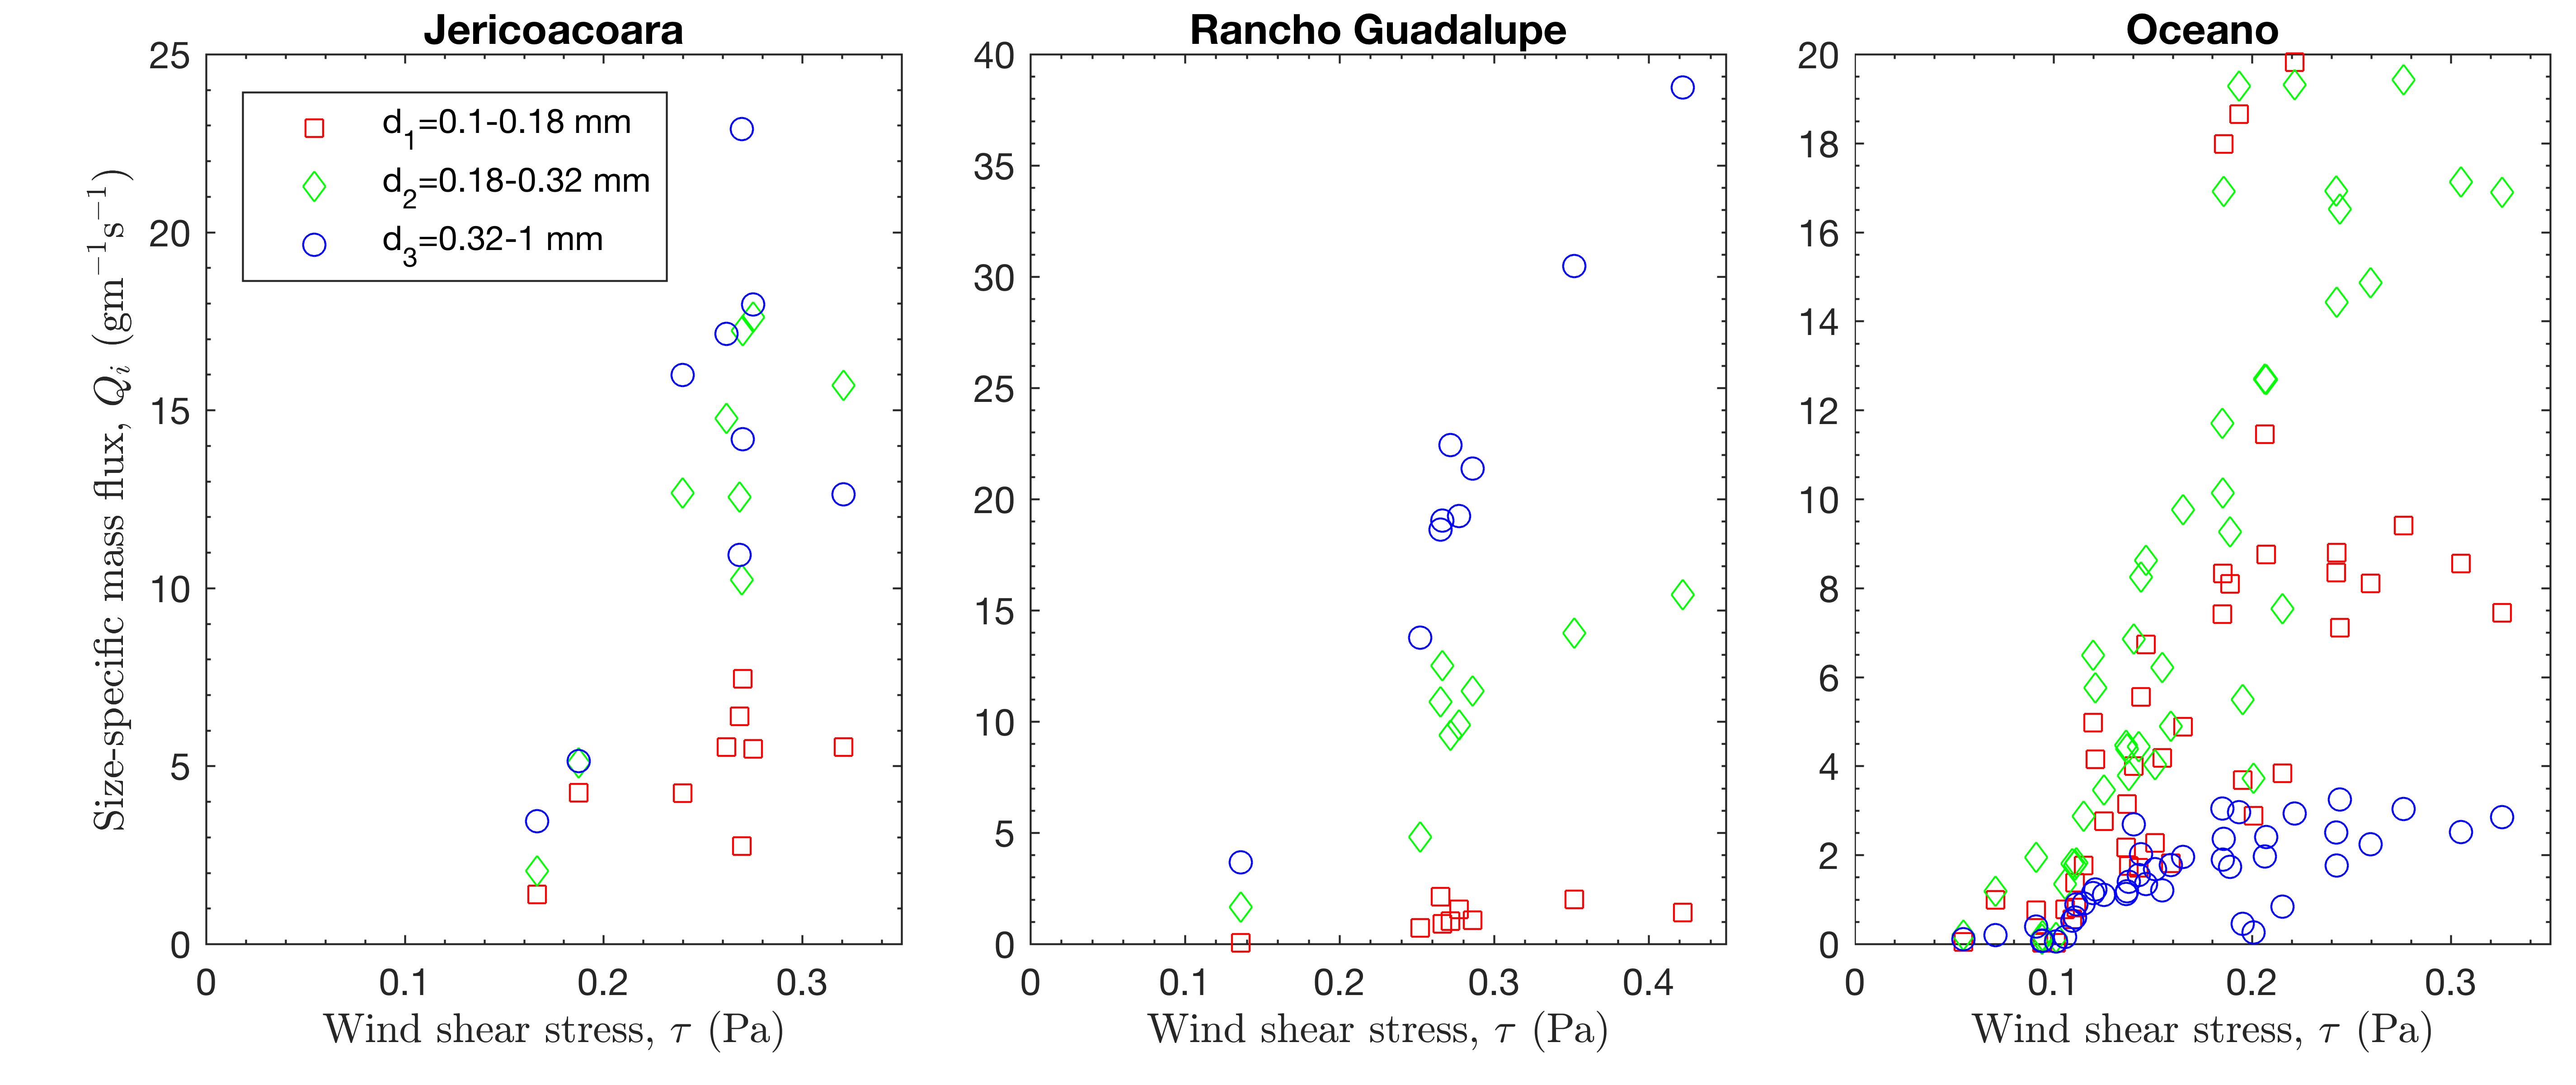 Jericoacoara
Rancho Guadalupe
Oceano
Size-specific mass flux, Qᵢ (gm⁻¹s⁻¹)
25
20
15
10
5
0
d₁=0.1-0.18 mm
d₂=0.18-0.32 mm
d₃=0.32-1 mm
0 0.1 0.2 0.3
Wind shear stress, τ (Pa)
40
35
30
25
20
15
10
5
0
0 0.1 0.2 0.3 0.4
Wind shear stress, τ (Pa)
20
18
16
14
12
10
8
6
4
2
0
0 0.1 0.2 0.3
Wind shear stress, τ (Pa)